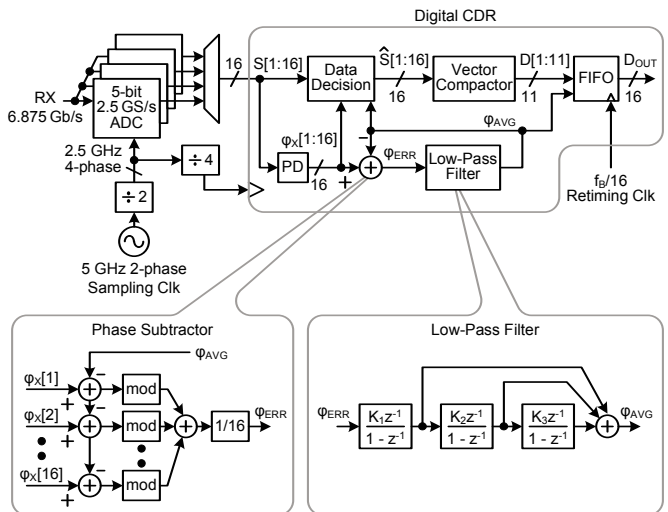 Digital CDR
16
S[1:16]
Data
Decision
Ŝ[1:16]
16
Vector
Compactor
D[1:11]
11
FIFO
DOUT
16
RX
6.875 Gb/s
5-bit
2.5 GS/s
ADC
φX[1:16]
PD
16
−
+
φERR
Low-Pass
Filter
φAVG
2.5 GHz
4-phase
÷4
÷2
fB/16
Retiming Clk
5 GHz 2-phase
Sampling Clk
Phase Subtractor
φAVG
φX[1]
+
−
mod
φX[2]
+
−
mod
φX[16]
+
−
mod
+
1/16
φERR
Low-Pass Filter
φERR
K1z-1
1 - z-1
K2z-1
1 - z-1
K3z-1
1 - z-1
+
φAVG